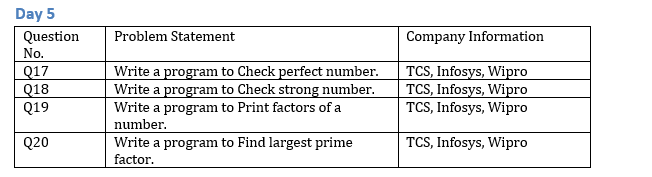 Day 5
Question No. Problem Statement Company Information
Q17 Write a program to Check perfect number. TCS, Infosys, Wipro
Q18 Write a program to Check strong number. TCS, Infosys, Wipro
Q19 Write a program to Print factors of a number. TCS, Infosys, Wipro
Q20 Write a program to Find largest prime factor. TCS, Infosys, Wipro